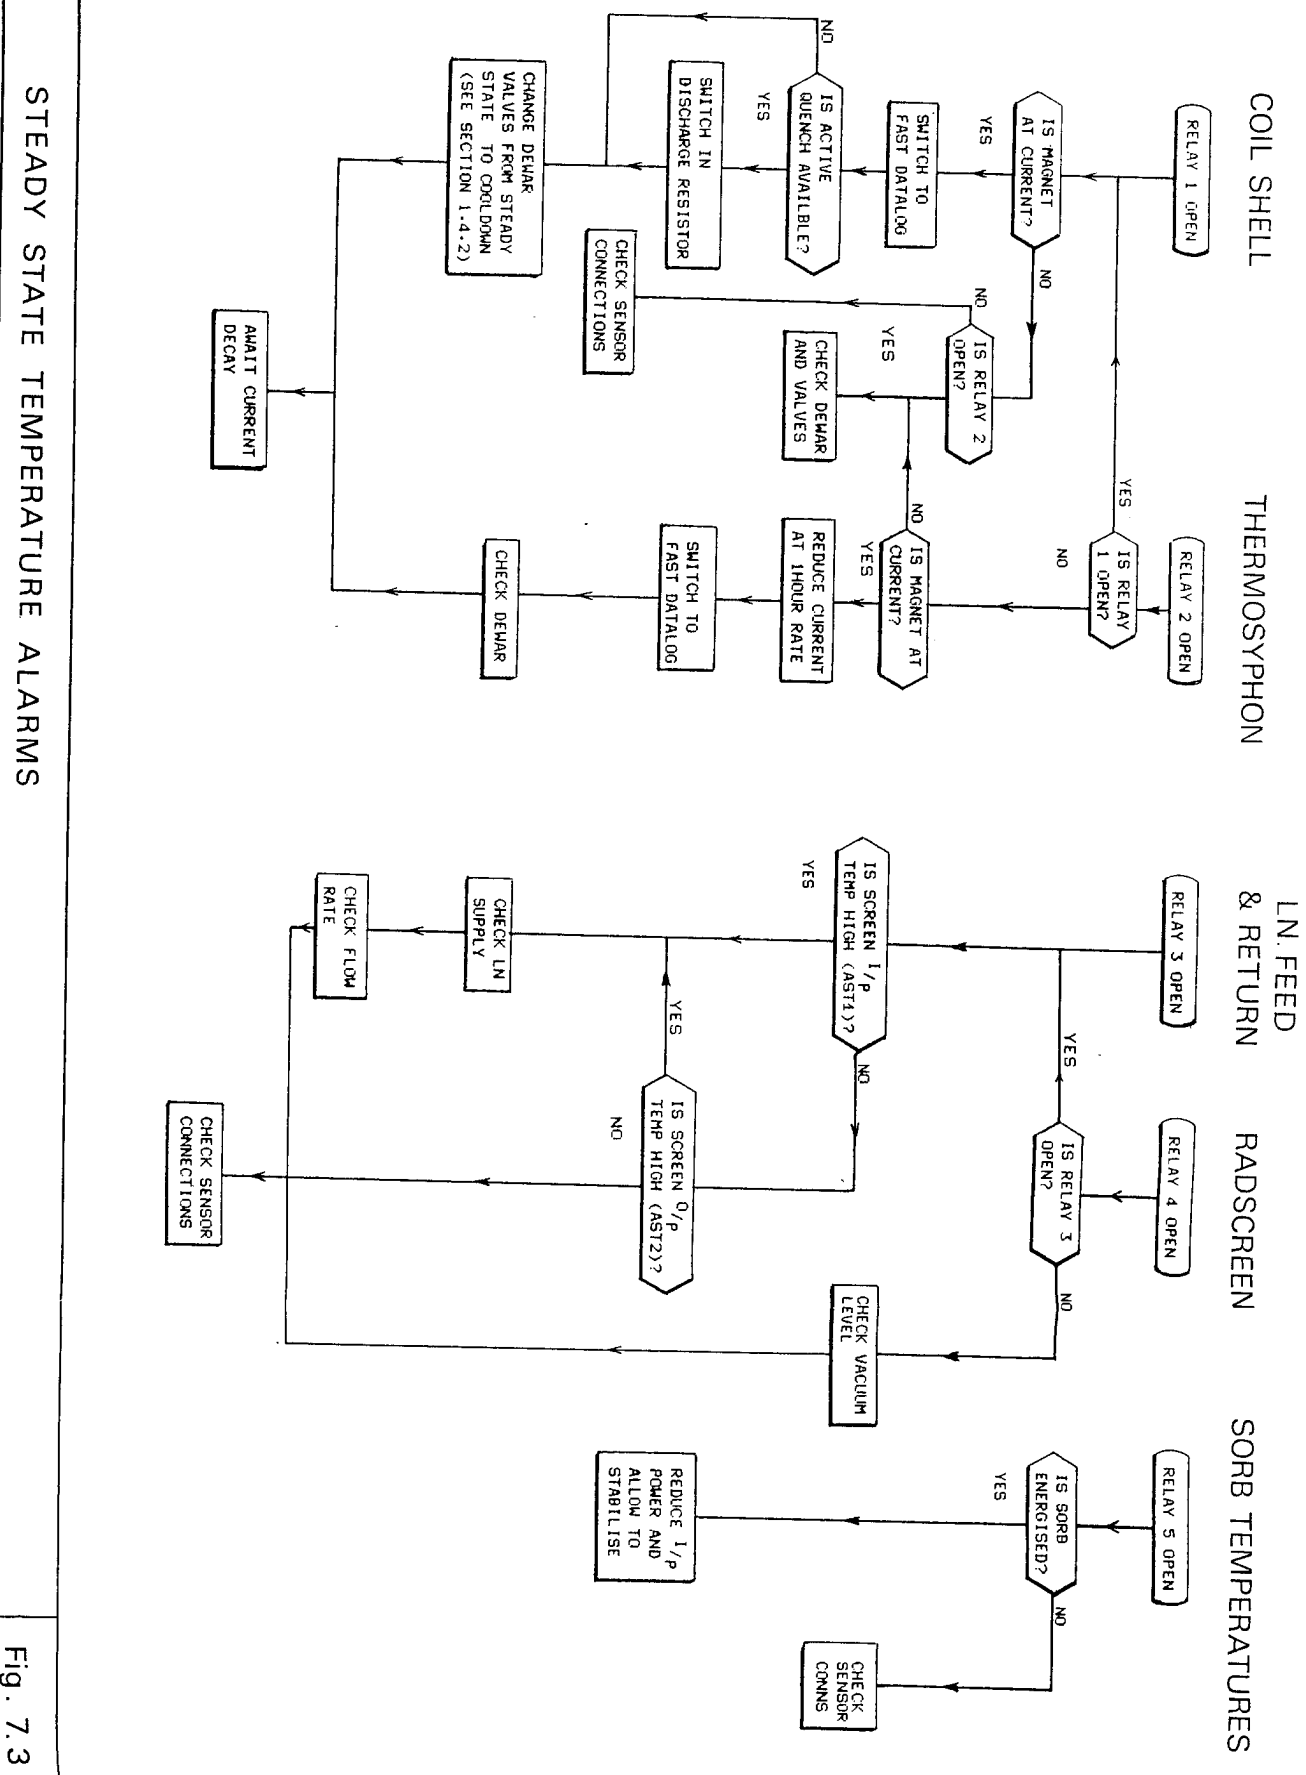 COIL SHELL
RELAY 1 OPEN
IS MAGNET
AT CURRENT?
YES
NO
SWITCH TO
FAST DATALOG
IS ACTIVE
QUENCH AVAILBLE?
NO
YES
SWITCH IN
DISCHARGE RESISTOR
CHANGE DEWAR
VALVES FROM STEADY
STATE TO COOLDOWN
(SEE SECTION 1.4.2)
IS RELAY 2
OPEN?
NO
YES
CHECK SENSOR
CONNECTIONS
CHECK DEWAR
AND VALVES
AWAIT CURRENT
DECAY
THERMOSYPHON
RELAY 2 OPEN
IS RELAY
1 OPEN?
YES
NO
IS MAGNET AT
CURRENT?
NO
YES
REDUCE CURRENT
AT 1HOUR RATE
SWITCH TO
FAST DATALOG
CHECK DEWAR
LN. FEED
& RETURN
RELAY 3 OPEN
IS SCREEN I/P
TEMP HIGH (AST1)?
YES
NO
CHECK LN
SUPPLY
CHECK FLOW
RATE
RADSCREEN
RELAY 4 OPEN
IS RELAY 3
OPEN?
YES
NO
IS SCREEN O/P
TEMP HIGH (AST2)?
YES
NO
CHECK VACUUM
LEVEL
CHECK SENSOR
CONNECTIONS
SORB TEMPERATURES
RELAY 5 OPEN
IS SORB
ENERGISED?
YES
NO
REDUCE I/P
POWER AND
ALLOW TO
STABILISE
CHECK
SENSOR
CONNS
STEADY STATE TEMPERATURE ALARMS
Fig. 7.3